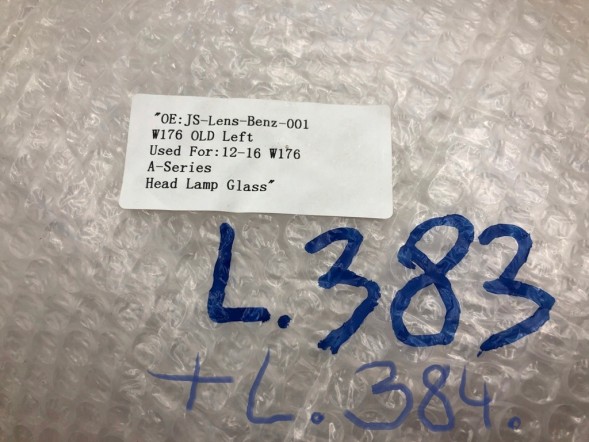 "OE:JS-Lens-Benz-001
W176 OLD Left
Used For:12-16 W176
A-Series
Head Lamp Glass"
L.383
+L.384.